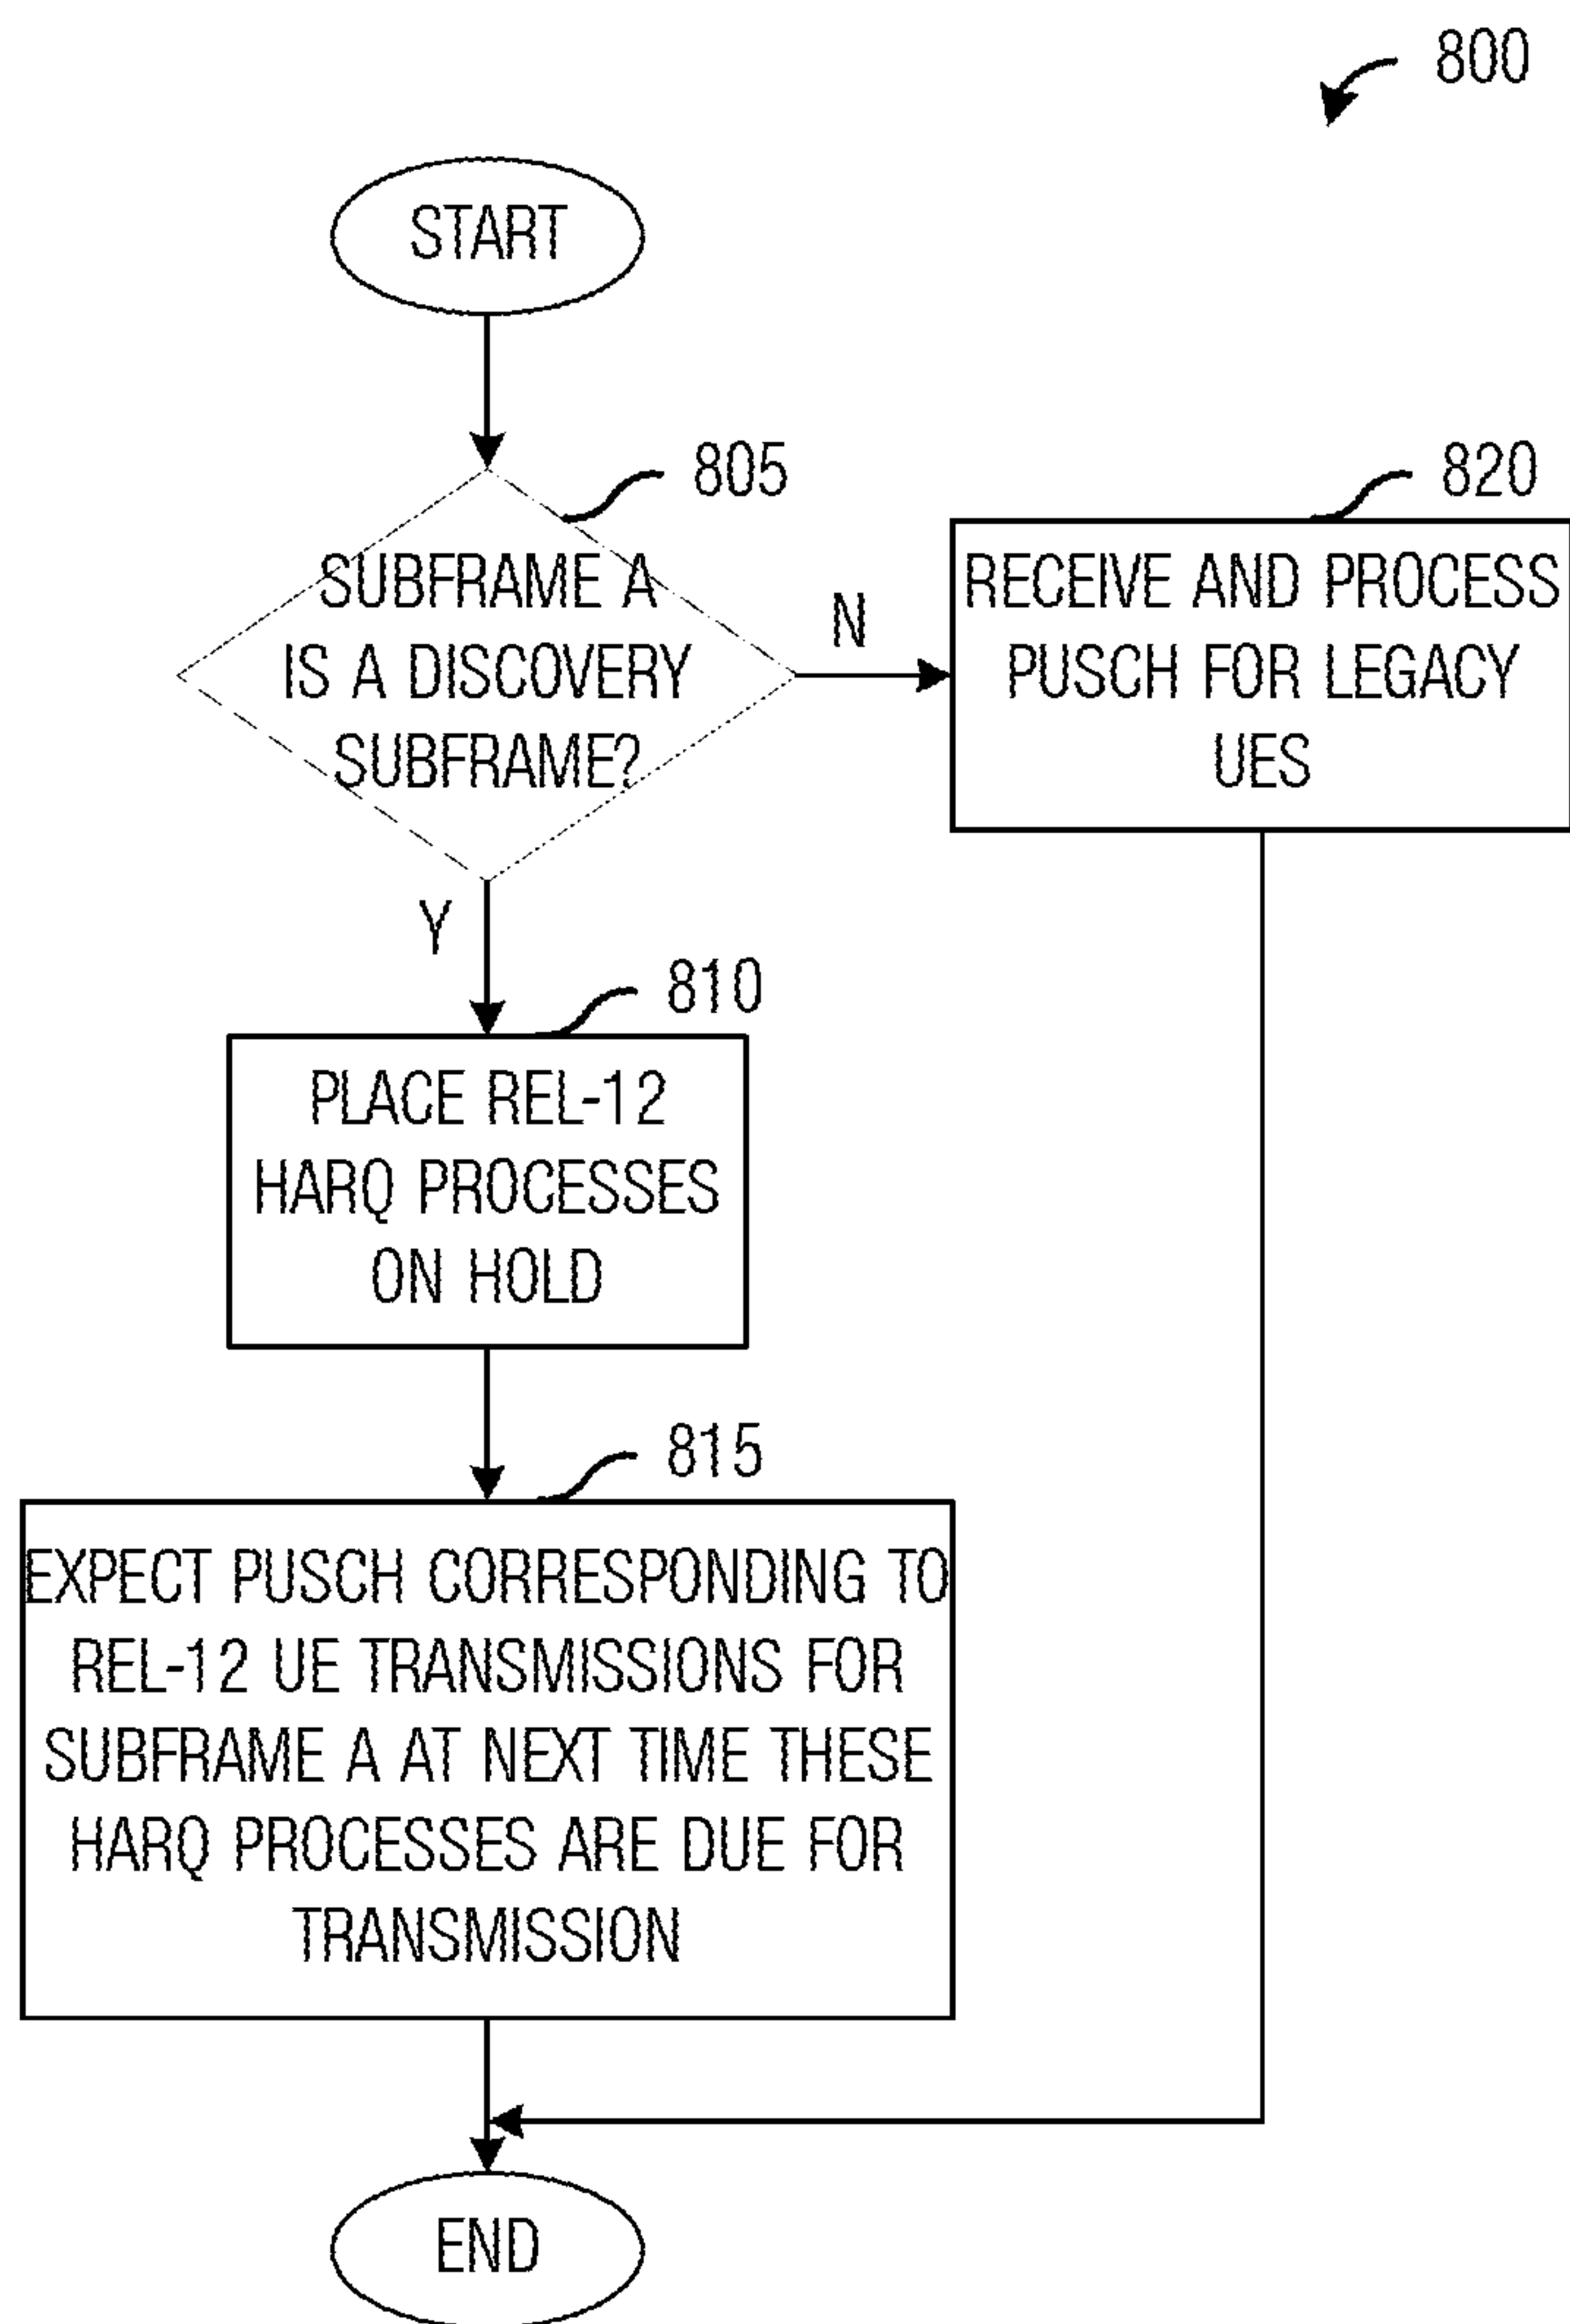 800
START
805
SUBFRAME A
IS A DISCOVERY
SUBFRAME?
N
820
RECEIVE AND PROCESS
PUSCH FOR LEGACY
UES
Y
810
PLACE REL-12
HARQ PROCESSES
ON HOLD
815
EXPECT PUSCH CORRESPONDING TO
REL-12 UE TRANSMISSIONS FOR
SUBFRAME A AT NEXT TIME THESE
HARQ PROCESSES ARE DUE FOR
TRANSMISSION
END